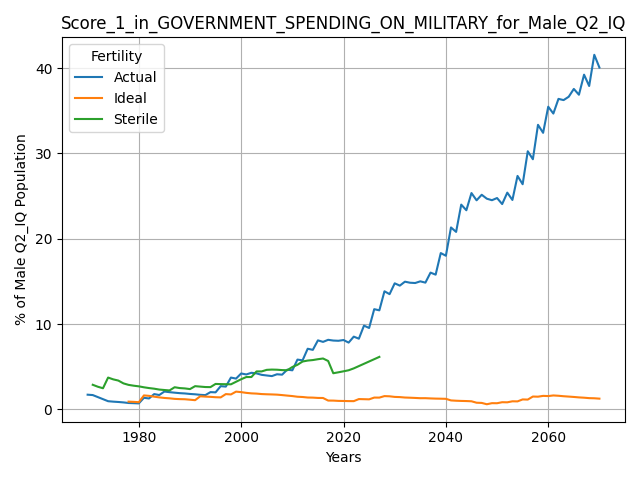 Score_1_in_GOVERNMENT_SPENDING_ON_MILITARY_for_Male_Q2_IQ
Fertility
Actual
Ideal
Sterile
% of Male Q2_IQ Population
40
30
20
10
0
1980 2000 2020 2040 2060
Years